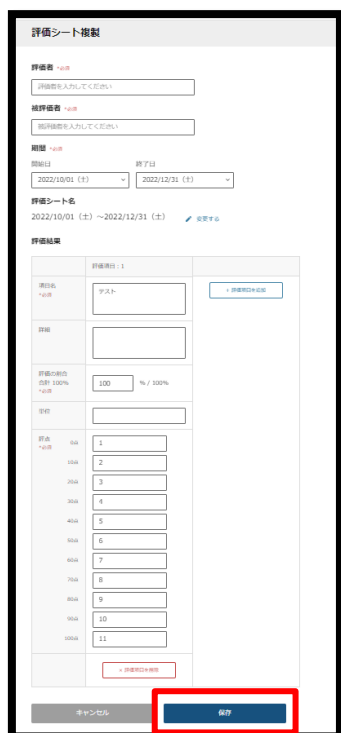 評価シート複製
評価者 *必須
評価者を入力してください
被評価者 *必須
被評価者を入力してください
期間 *必須
開始日 終了日
2022/10/01（土） 2022/12/31（土）
評価シート名
2022/10/01（土）～2022/12/31（土） 変更する
評価結果
評価項目：1
項目名
*必須
テスト
+ 評価項目を追加
詳細
評価の割合
合計 100%
*必須
100 % / 100%
単位
評点
*必須
0点 1
10点 2
20点 3
30点 4
40点 5
50点 6
60点 7
70点 8
80点 9
90点 10
100点 11
× 評価項目を削除
キャンセル 保存